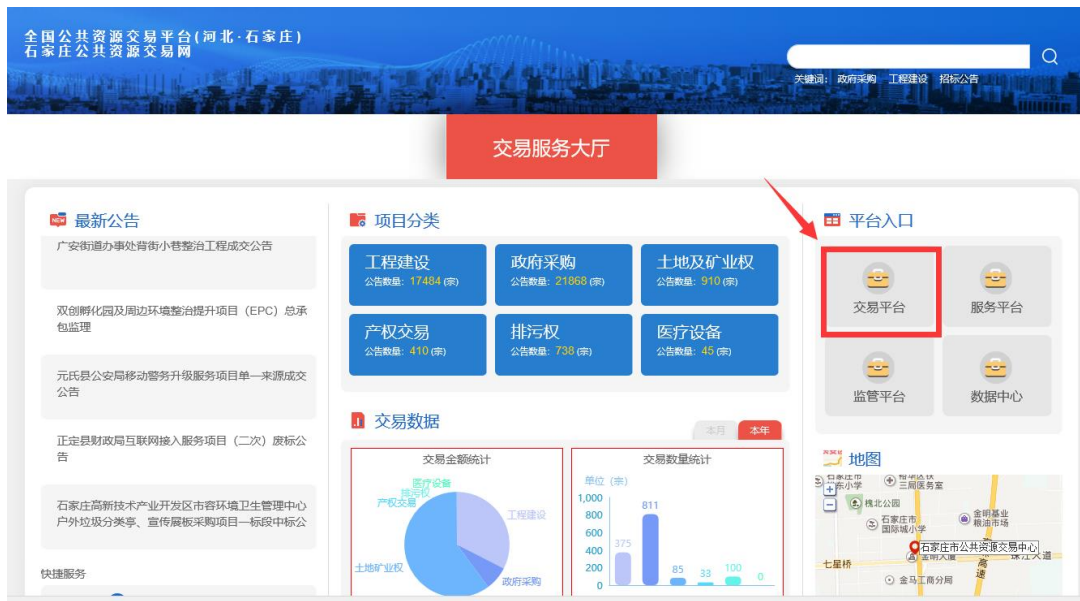 全国公共资源交易平台(河北·石家庄)
石家庄公共资源交易网
关键词： 政府采购 工程建设 招标公告
交易服务大厅
NEW 最新公告
广安街道办事处背街小巷整治工程成交公告
双创孵化园及周边环境整治提升项目（EPC）总承
包监理
元氏县公安局移动警务升级服务项目单一来源成交
公告
正定县财政局互联网接入服务项目（二次）废标公
告
石家庄高新技术产业开发区市容环境卫生管理中心
户外垃圾分类亭、宣传展板采购项目一标段中标公
快捷服务
项目分类
工程建设
公告数量: 17484 (宗)
政府采购
公告数量: 21868 (宗)
土地及矿业权
公告数量: 910 (宗)
产权交易
公告数量: 410 (宗)
排污权
公告数量: 738 (宗)
医疗设备
公告数量: 45 (宗)
交易数据
本月 本年
交易金额统计
医疗设备
排污权
产权交易
工程建设
土地矿业权
政府采购
交易数量统计
单位（宗）
1,000
800
600
400
200
0
375
811
85
33
100
0
平台入口
交易平台
服务平台
监管平台
数据中心
地图
三间医务室
槐北公园
石家庄市
国际城小学
金明基业
粮油市场
石家庄市公共资源交易中心
七星桥
高
速
金马工商分局